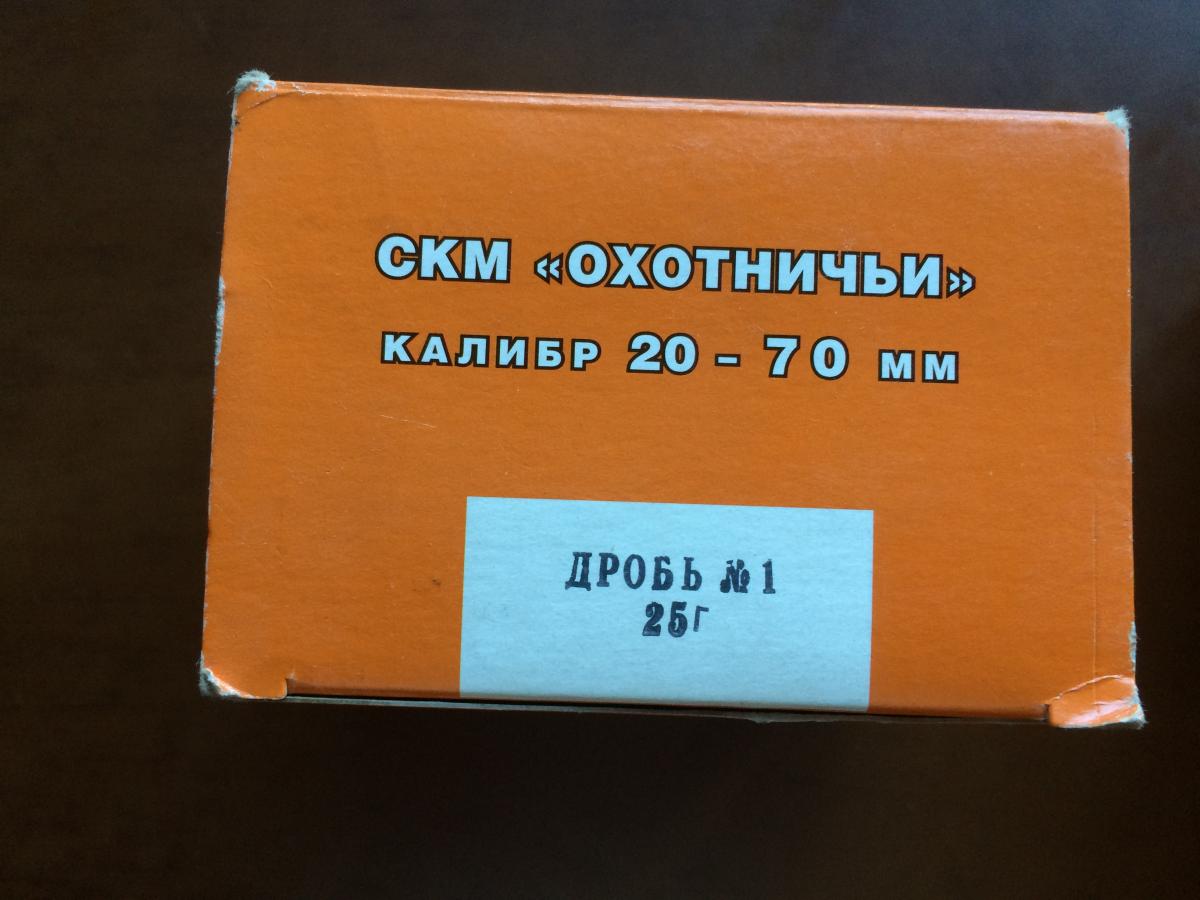 СКМ «ОХОТНИЧЬИ»
КАЛИБР 20 – 70 ММ
ДРОБЬ №1
25Г